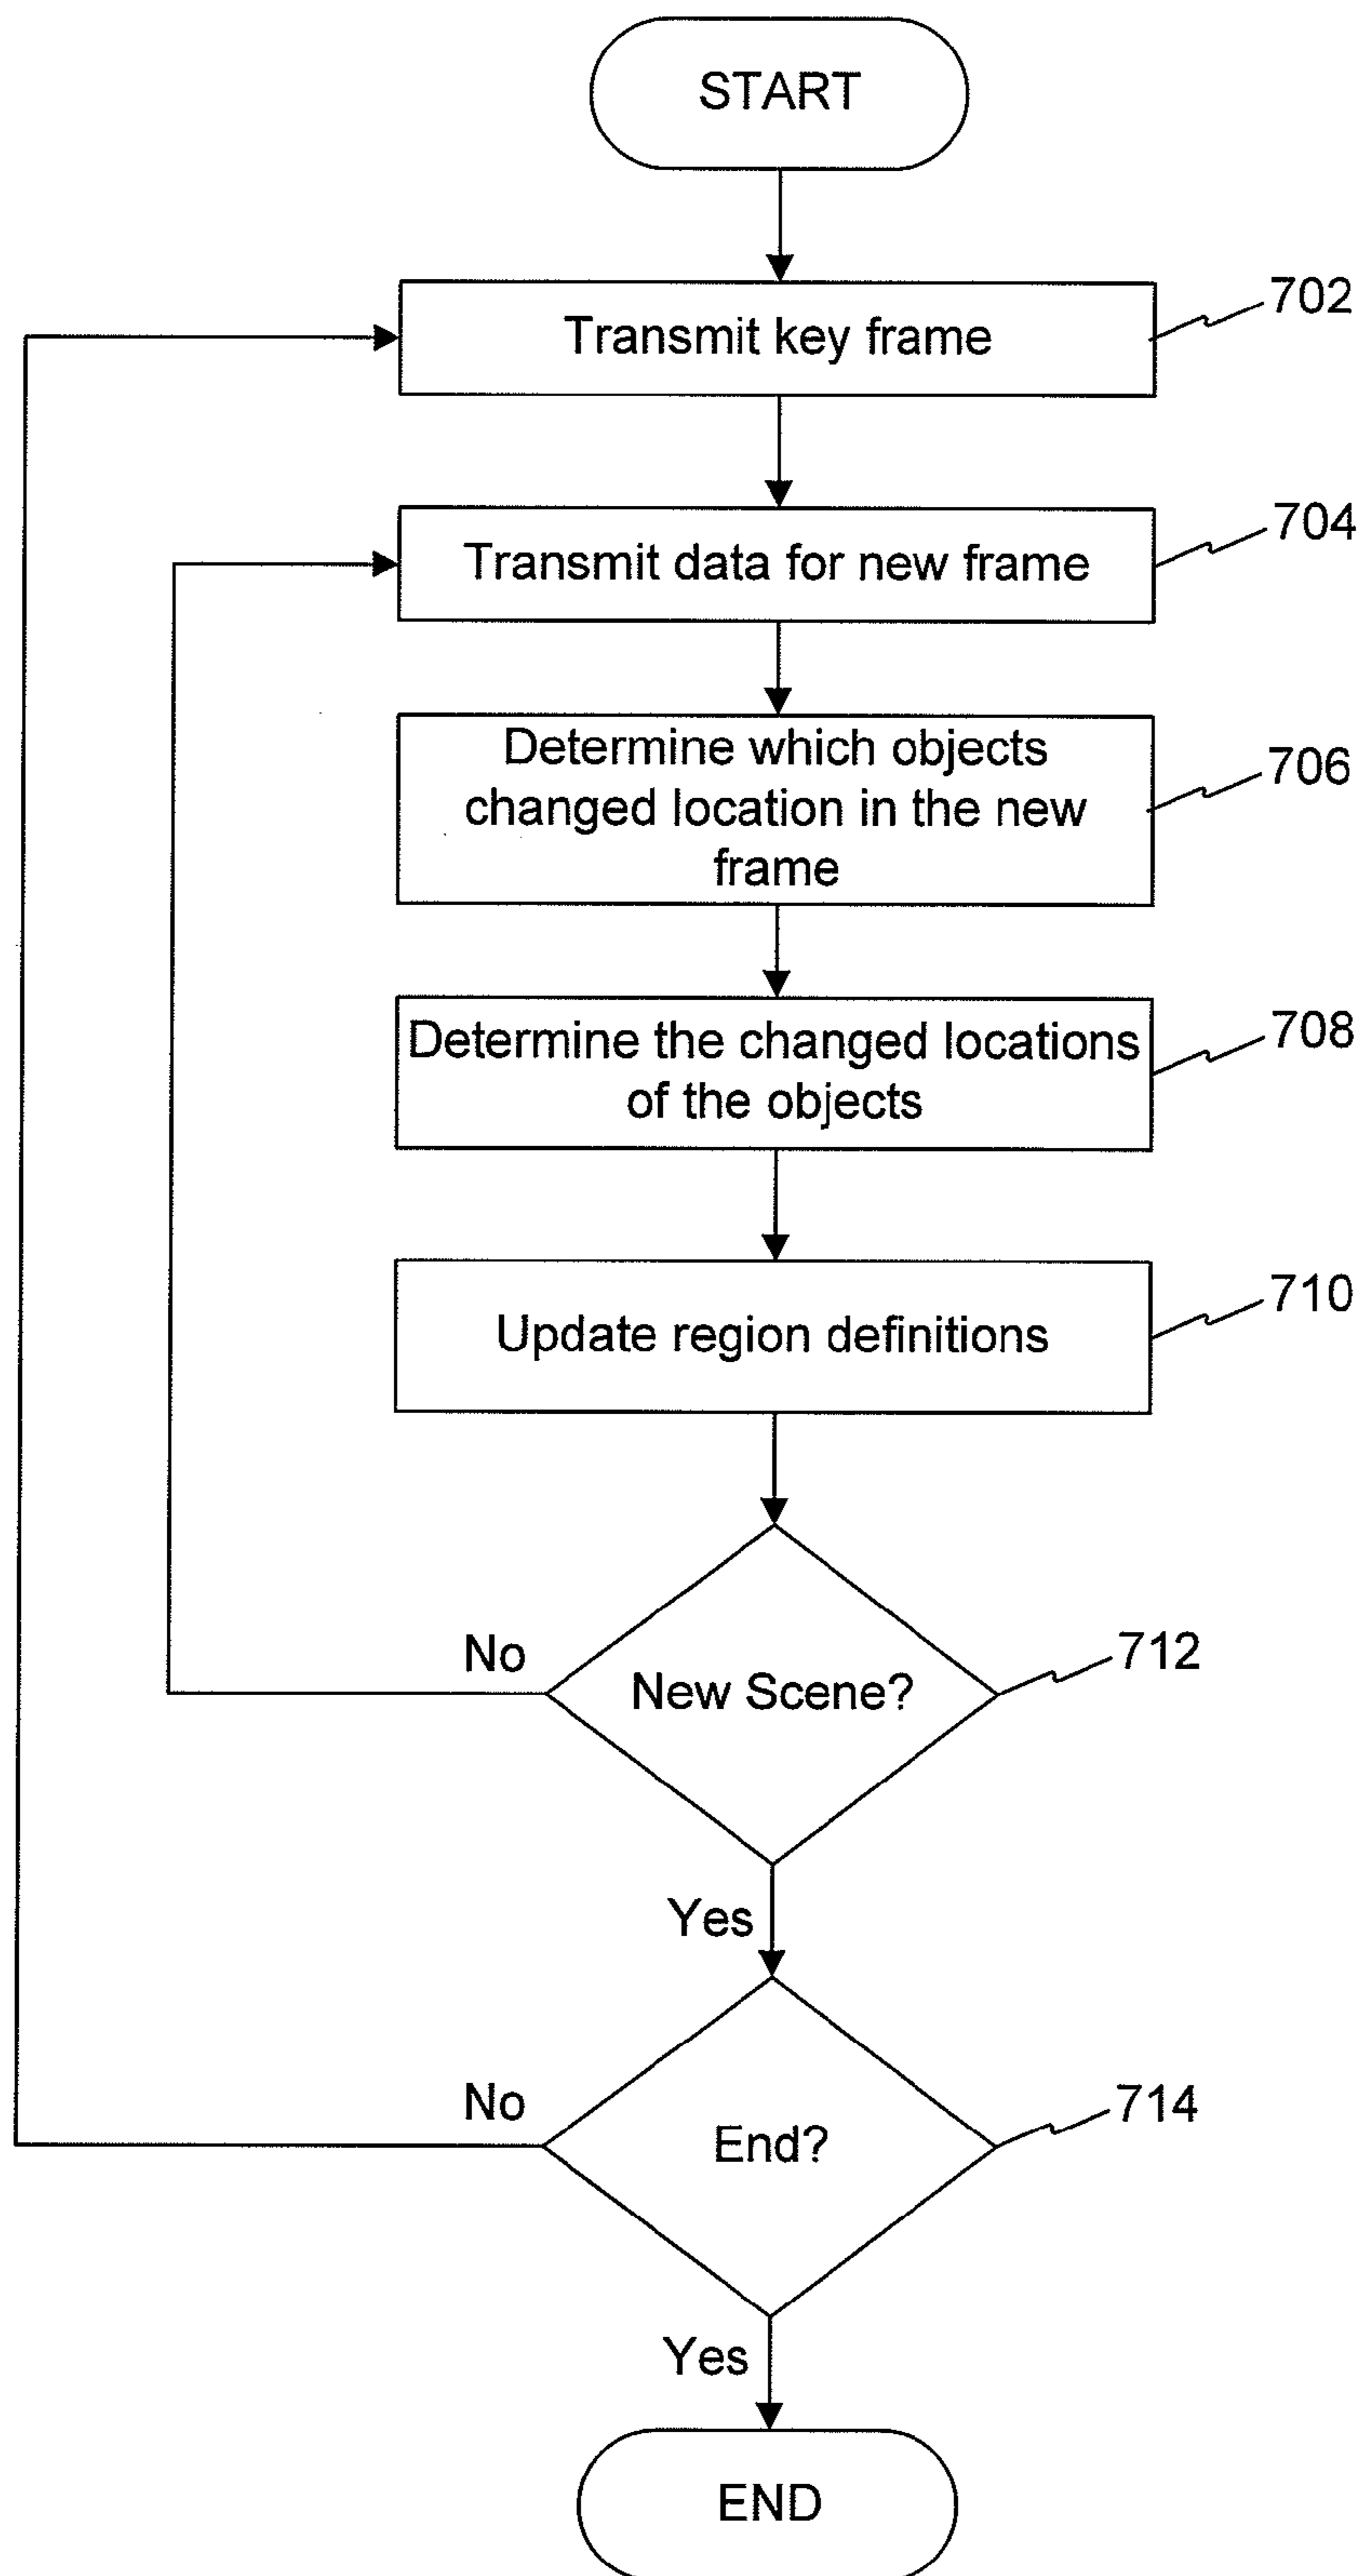 START
Transmit key frame
702
Transmit data for new frame
704
Determine which objects
changed location in the new
frame
706
Determine the changed locations
of the objects
708
Update region definitions
710
New Scene?
712
No
Yes
End?
714
No
Yes
END